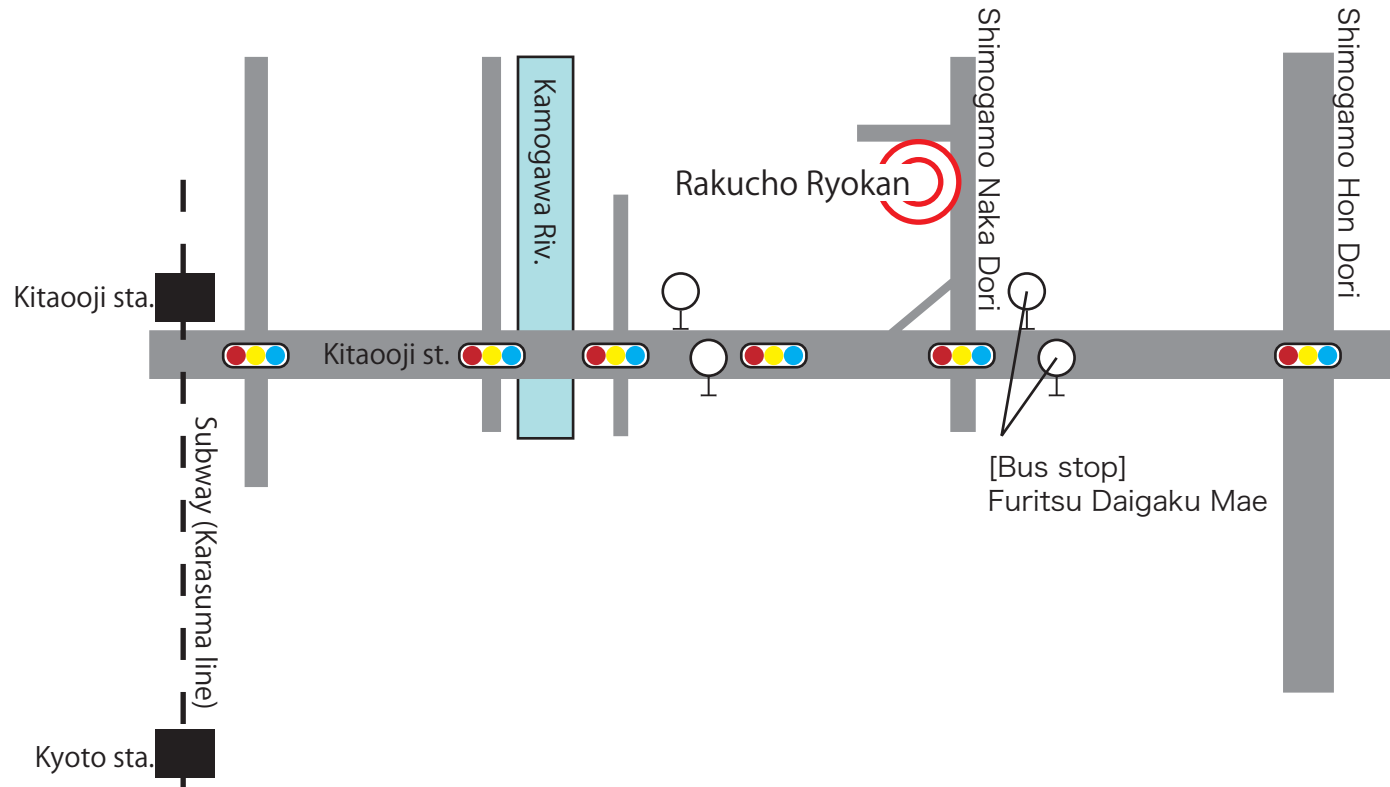 Shimogamo Naka Dori
Shimogamo Hon Dori
Kamogawa Riv.
Rakucho Ryokan
Kitaooji sta.
Kitaooji st.
Subway (Karasuma line)
[Bus stop]
Furitsu Daigaku Mae
Kyoto sta.